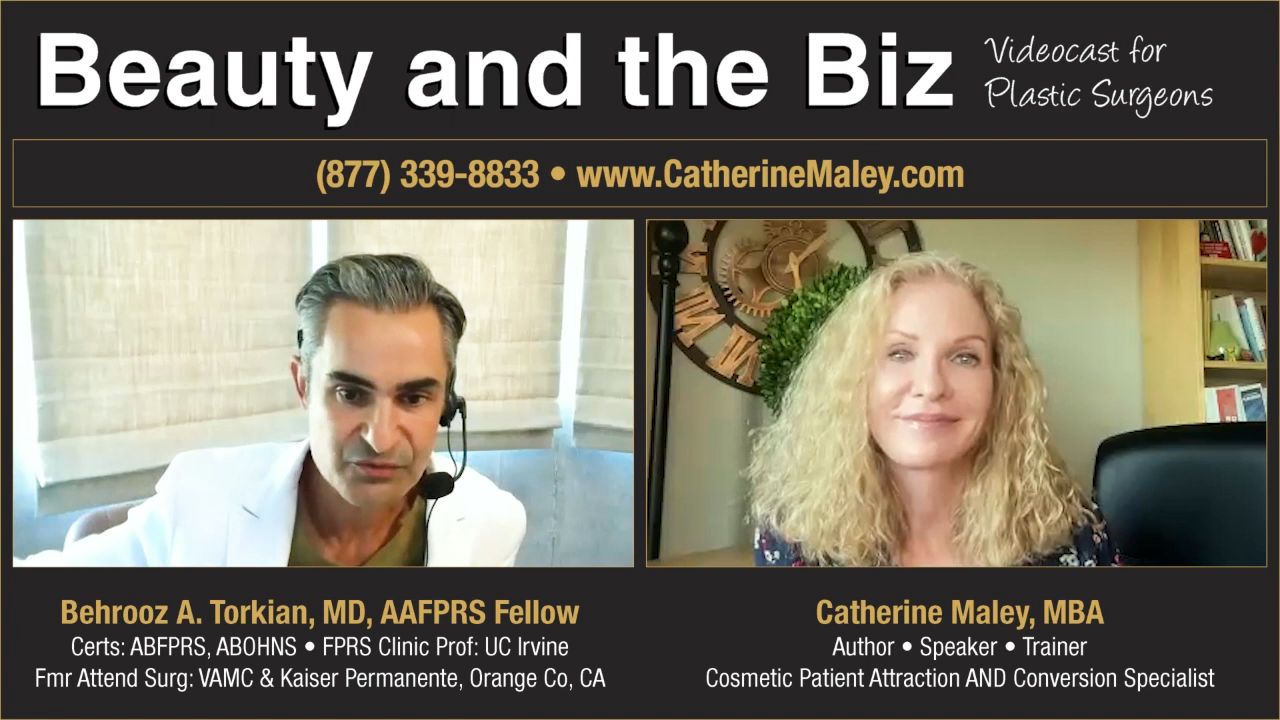 Beauty and the Biz
Videocast for
Plastic Surgeons
(877) 339-8833 • www.CatherineMaley.com
Behrooz A. Torkian, MD, AAFPRS Fellow
Certs: ABFPRS, ABOHNS • FPRS Clinic Prof: UC Irvine
Fmr Attend Surg: VAMC & Kaiser Permanente, Orange Co, CA
Catherine Maley, MBA
Author • Speaker • Trainer
Cosmetic Patient Attraction AND Conversion Specialist